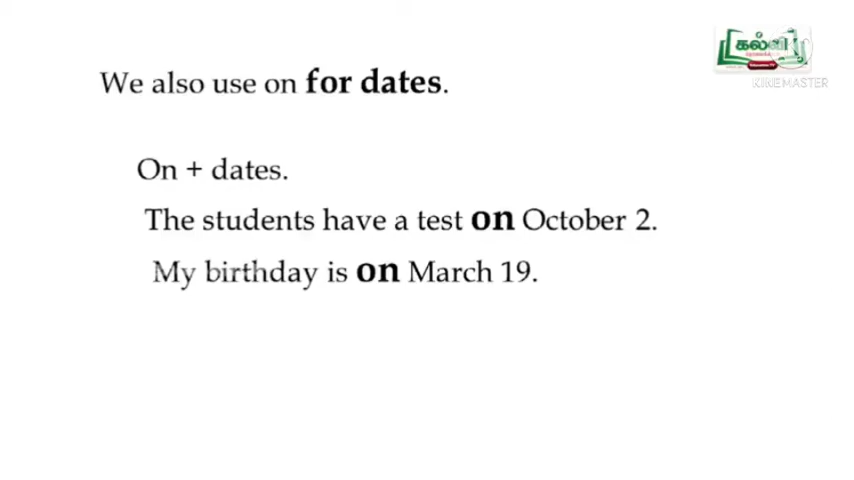 கல்வி
KINEMASTER
We also use on for dates.
On + dates.
The students have a test on October 2.
My birthday is on March 19.